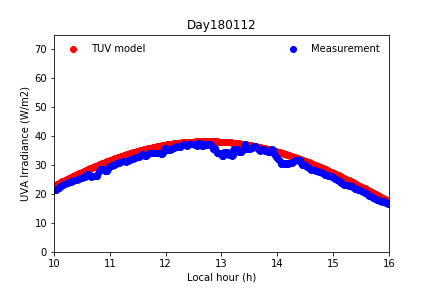 Day180112
TUV model
Measurement
UVA Irradiance (W/m2)
70
60
50
40
30
20
10
0
10 11 12 13 14 15 16
Local hour (h)